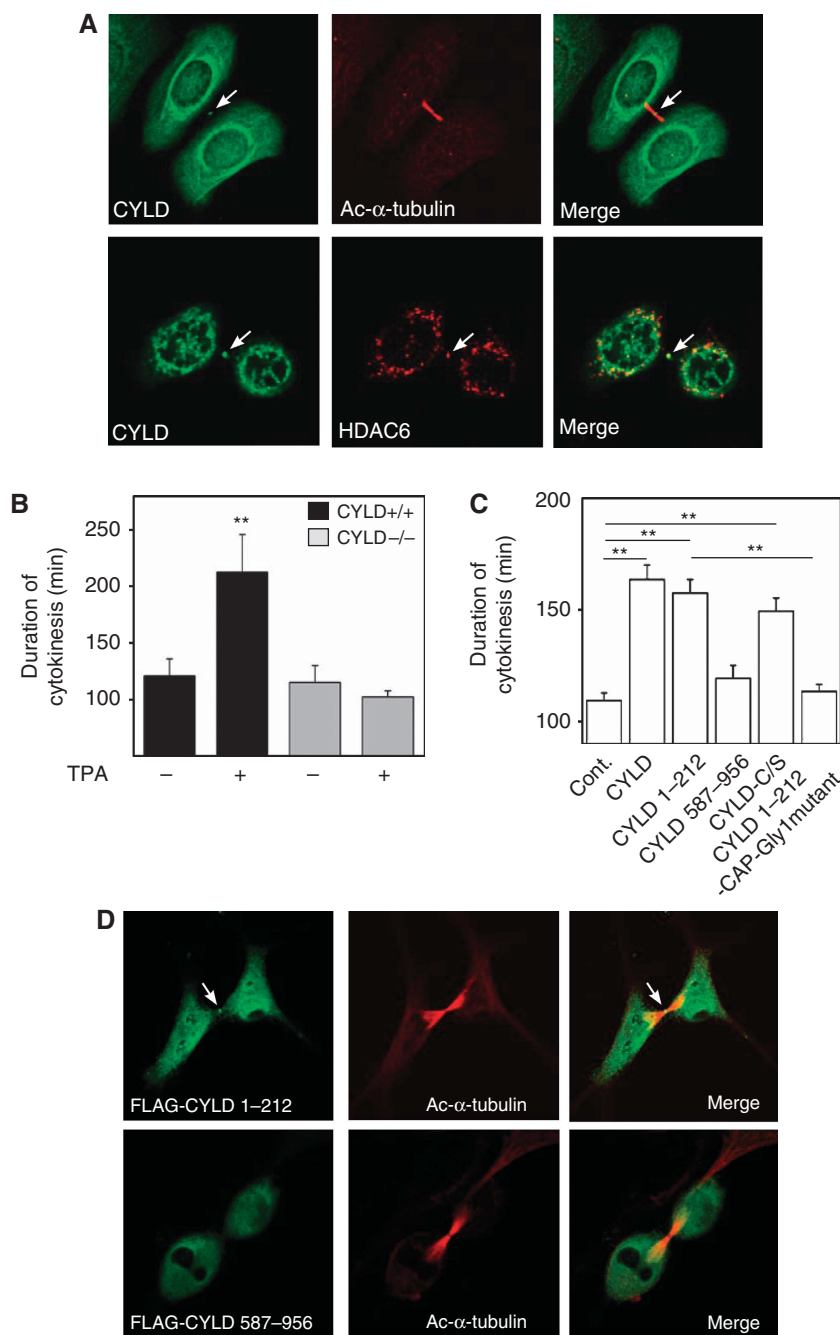 A
CYLD
Ac-α-tubulin
Merge
CYLD
HDAC6
Merge
B
Duration of
cytokinesis (min)
250
200
150
100
**
CYLD+/+
CYLD−/−
TPA
− + − +
C
Duration of
cytokinesis (min)
200
150
100
**
**
** **
Cont.
CYLD
CYLD 1–212
CYLD 587–956
CYLD-C/S
CYLD 1–212
-CAP-Gly1mutant
D
FLAG-CYLD 1–212
Ac-α-tubulin
Merge
FLAG-CYLD 587–956
Ac-α-tubulin
Merge